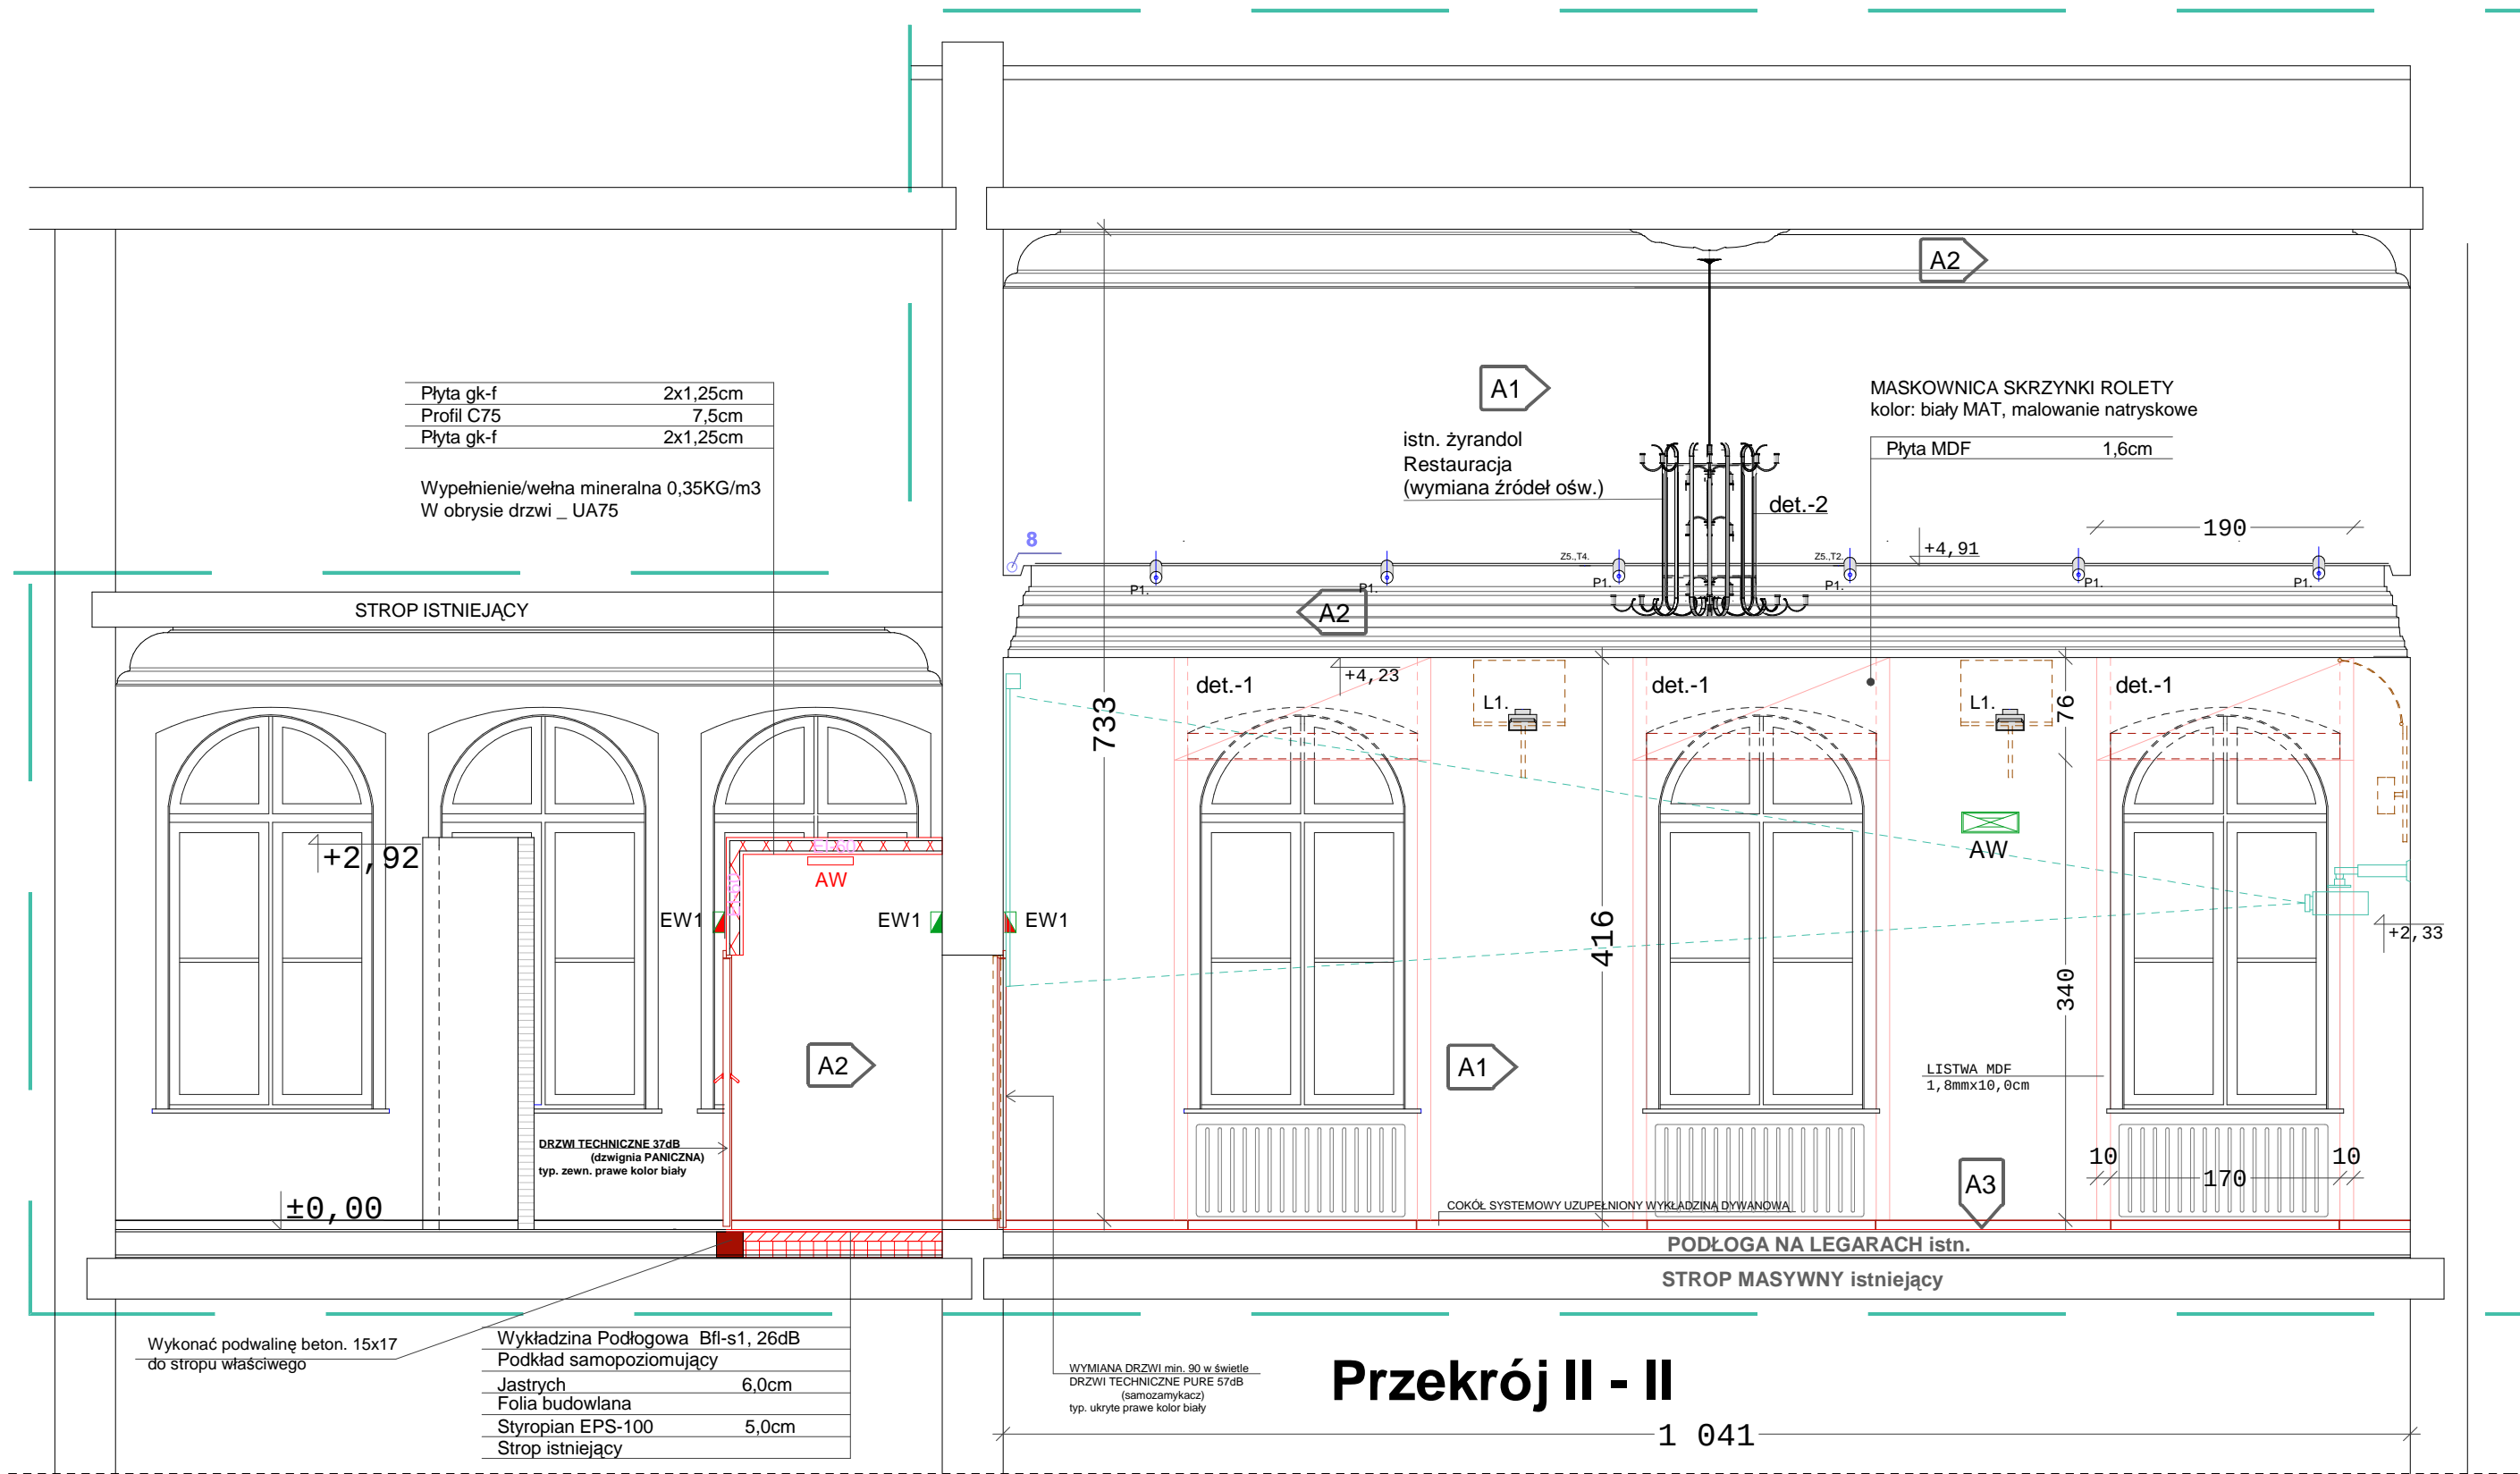 A2
Płyta gk-f 2x1,25cm
Profil C75 7,5cm
Płyta gk-f 2x1,25cm
Wypełnienie/wełna mineralna 0,35KG/m3
W obrysie drzwi _ UA75
A1
istn. żyrandol
Restauracja
(wymiana źródeł ośw.)
det.-2
MASKOWNICA SKRZYNKI ROLETY
kolor: biały MAT, malowanie natryskowe
Płyta MDF 1,6cm
190
8
Z5.,T4.
Z5.,T2.
+4,91
P1.
P1.
P1.
P1.
P1.
P1.
STROP ISTNIEJĄCY
A2
+4,23
det.-1
det.-1
det.-1
L1.
L1.
733
76
+2,92
EI-60
EI-60
AW
AW
EW1
EW1
EW1
416
+2,33
340
A2
A1
LISTWA MDF
1,8mmx10,0cm
DRZWI TECHNICZNE 37dB
(dzwignia PANICZNA)
typ. zewn. prawe kolor biały
10
170
10
A3
±0,00
COKÓŁ SYSTEMOWY UZUPEŁNIONY WYKŁADZINĄ DYWANOWĄ
PODŁOGA NA LEGARACH istn.
STROP MASYWNY istniejący
Wykonać podwalinę beton. 15x17
do stropu właściwego
Wykładzina Podłogowa Bfl-s1, 26dB
Podkład samopoziomujący
Jastrych 6,0cm
Folia budowlana
Styropian EPS-100 5,0cm
Strop istniejący
WYMIANA DRZWI min. 90 w świetle
DRZWI TECHNICZNE PURE 57dB
(samozamykacz)
typ. ukryte prawe kolor biały
Przekrój II - II
1 041